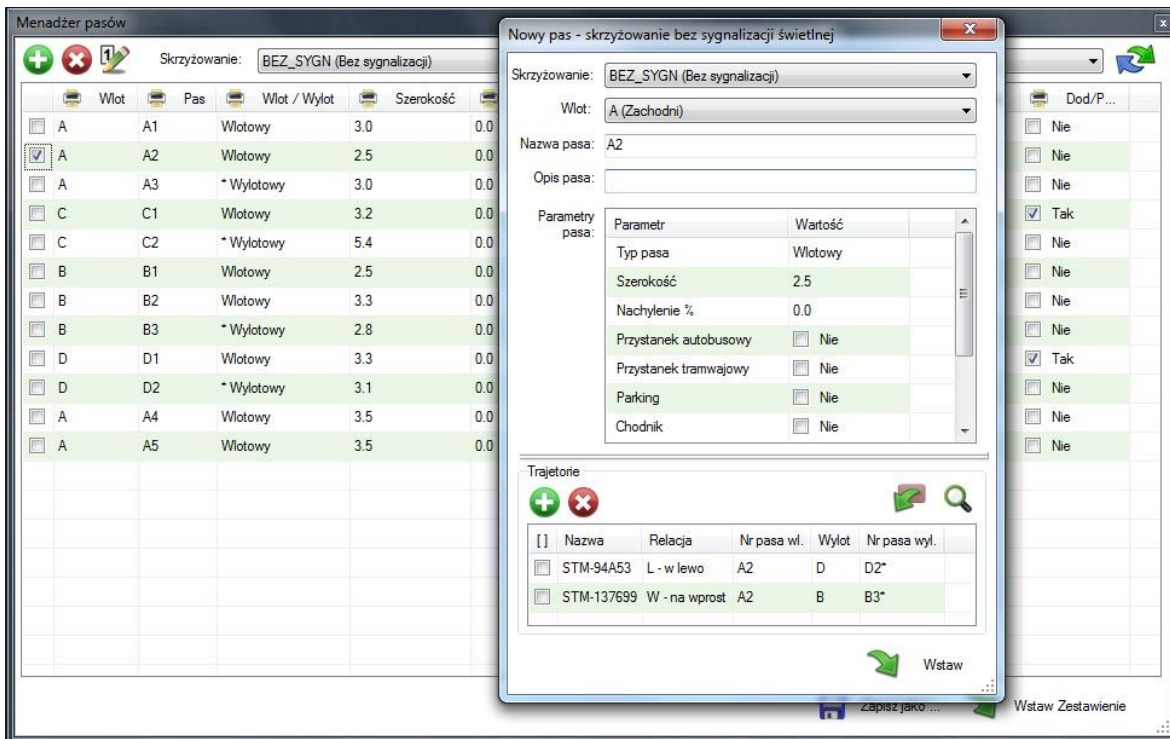 Menadżer pasów
Skrzyżowanie: BEZ_SYGN (Bez sygnalizacji)
Wlot Pas Wlot / Wylot Szerokość Dod/P...
A A1 Wlotowy 3.0 0.0 Nie
A A2 Wlotowy 2.5 0.0 Nie
A A3 * Wylotowy 3.0 0.0 Nie
C C1 Wlotowy 3.2 0.0 Tak
C C2 * Wylotowy 5.4 0.0 Nie
B B1 Wlotowy 2.5 0.0 Nie
B B2 Wlotowy 3.3 0.0 Nie
B B3 * Wylotowy 2.8 0.0 Nie
D D1 Wlotowy 3.3 0.0 Tak
D D2 * Wylotowy 3.1 0.0 Nie
A A4 Wlotowy 3.5 0.0 Nie
A A5 Wlotowy 3.5 0.0 Nie
Zapisz jako ... Wstaw Zestawienie
Nowy pas - skrzyżowanie bez sygnalizacji świetlnej
Skrzyżowanie: BEZ_SYGN (Bez sygnalizacji)
Wlot: A (Zachodni)
Nazwa pasa: A2
Opis pasa:
Parametry pasa:
Parametr Wartość
Typ pasa Wlotowy
Szerokość 2.5
Nachylenie % 0.0
Przystanek autobusowy Nie
Przystanek tramwajowy Nie
Parking Nie
Chodnik Nie
Trajetorie
[ ] Nazwa Relacja Nr pasa wl. Wylot Nr pasa wyl.
STM-94A53 L - w lewo A2 D D2*
STM-137699 W - na wprost A2 B B3*
Wstaw